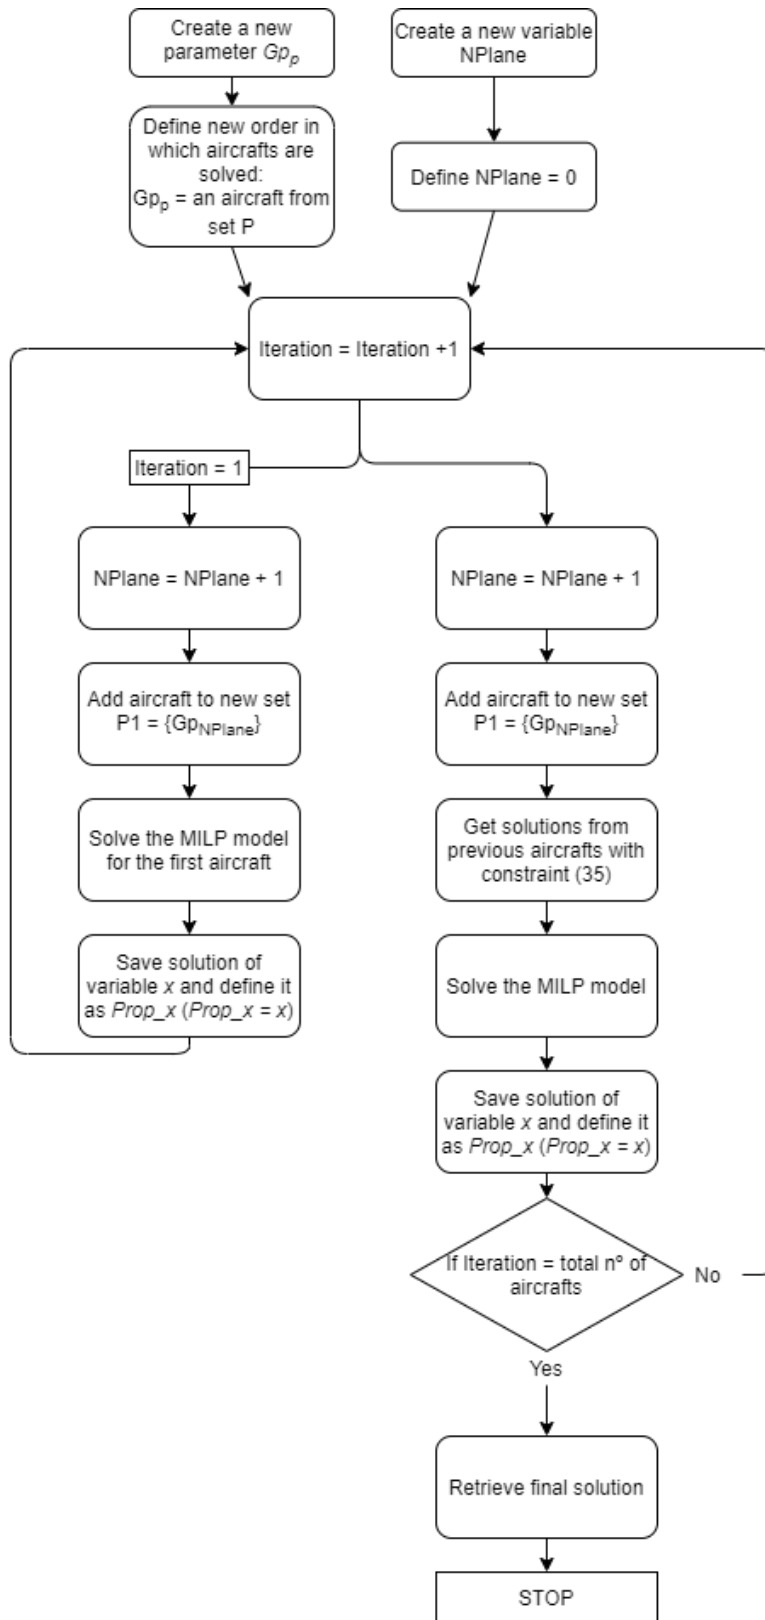 Create a new
parameter Gpₚ
Create a new variable
NPlane
Define new order in
which aircrafts are
solved:
Gpₚ = an aircraft from
set P
Define NPlane = 0
Iteration = Iteration +1
Iteration = 1
NPlane = NPlane + 1
Add aircraft to new set
P1 = {Gp_NPlane}
Solve the MILP model
for the first aircraft
Save solution of
variable x and define it
as Prop_x (Prop_x = x)
NPlane = NPlane + 1
Add aircraft to new set
P1 = {Gp_NPlane}
Get solutions from
previous aircrafts with
constraint (35)
Solve the MILP model
Save solution of
variable x and define it
as Prop_x (Prop_x = x)
If Iteration = total nº of
aircrafts
No
Yes
Retrieve final solution
STOP